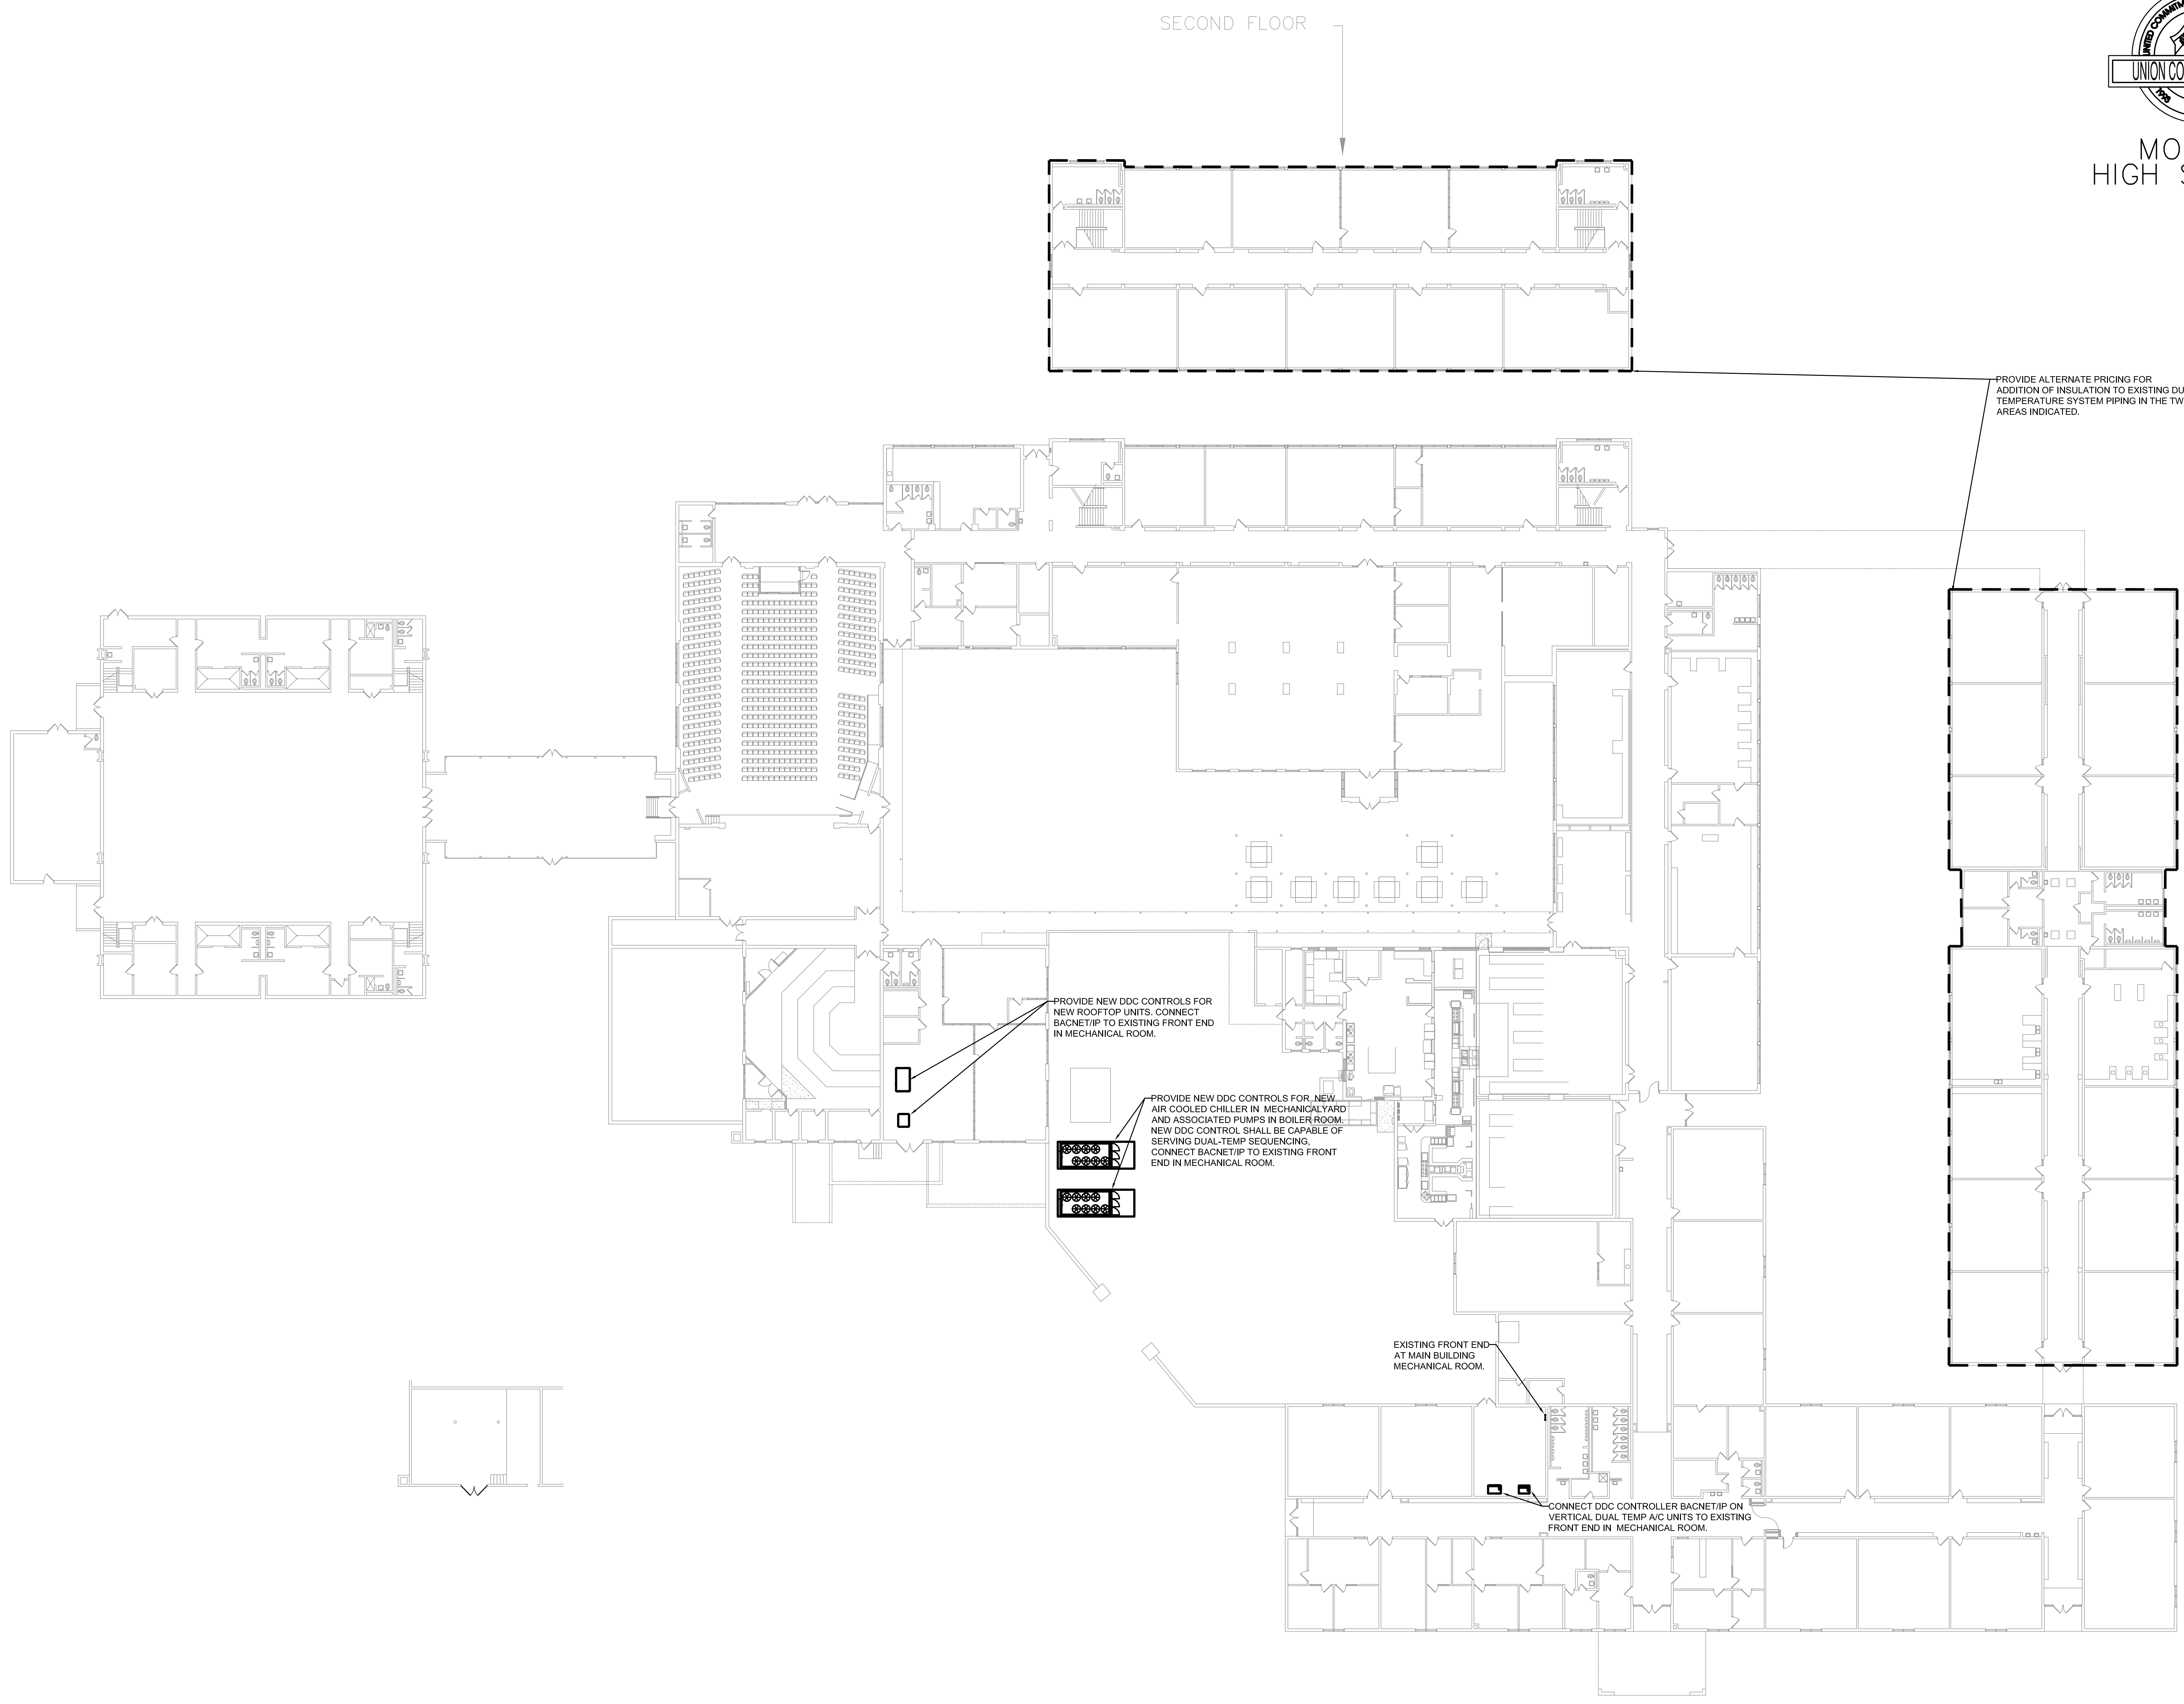 SECOND FLOOR
UNITED
UNION CO
1993
MO
HIGH S
PROVIDE ALTERNATE PRICING FOR
ADDITION OF INSULATION TO EXISTING DU
TEMPERATURE SYSTEM PIPING IN THE TW
AREAS INDICATED.
PROVIDE NEW DDC CONTROLS FOR
NEW ROOFTOP UNITS. CONNECT
BACNET/IP TO EXISTING FRONT END
IN MECHANICAL ROOM.
PROVIDE NEW DDC CONTROLS FOR NEW
AIR COOLED CHILLER IN MECHANICALYARD
AND ASSOCIATED PUMPS IN BOILER ROOM.
NEW DDC CONTROL SHALL BE CAPABLE OF
SERVING DUAL-TEMP SEQUENCING,
CONNECT BACNET/IP TO EXISTING FRONT
END IN MECHANICAL ROOM.
EXISTING FRONT END
AT MAIN BUILDING
MECHANICAL ROOM.
CONNECT DDC CONTROLLER BACNET/IP ON
VERTICAL DUAL TEMP A/C UNITS TO EXISTING
FRONT END IN MECHANICAL ROOM.